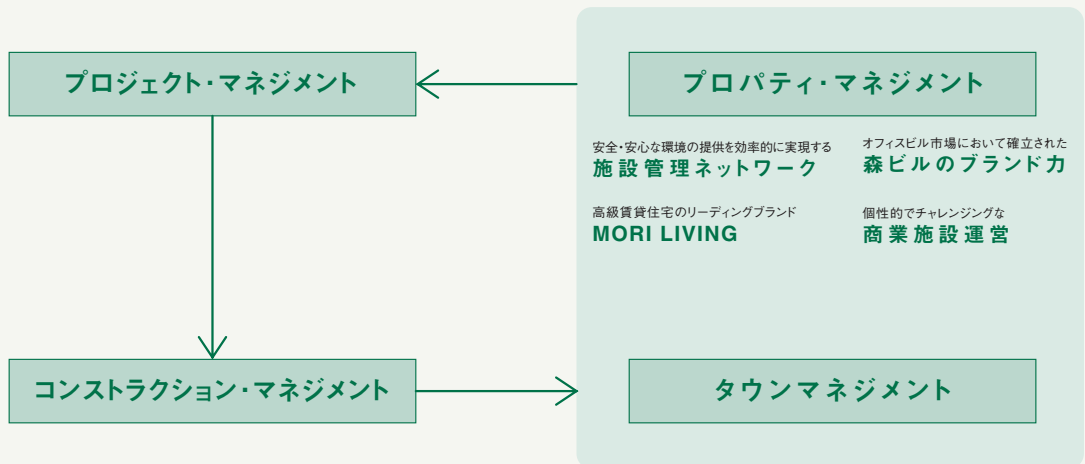 プロジェクト・マネジメント
プロパティ・マネジメント
安全・安心な環境の提供を効率的に実現する
施設管理ネットワーク
オフィスビル市場において確立された
森ビルのブランド力
高級賃貸住宅のリーディングブランド
MORI LIVING
個性的でチャレンジングな
商業施設運営
コンストラクション・マネジメント
タウンマネジメント